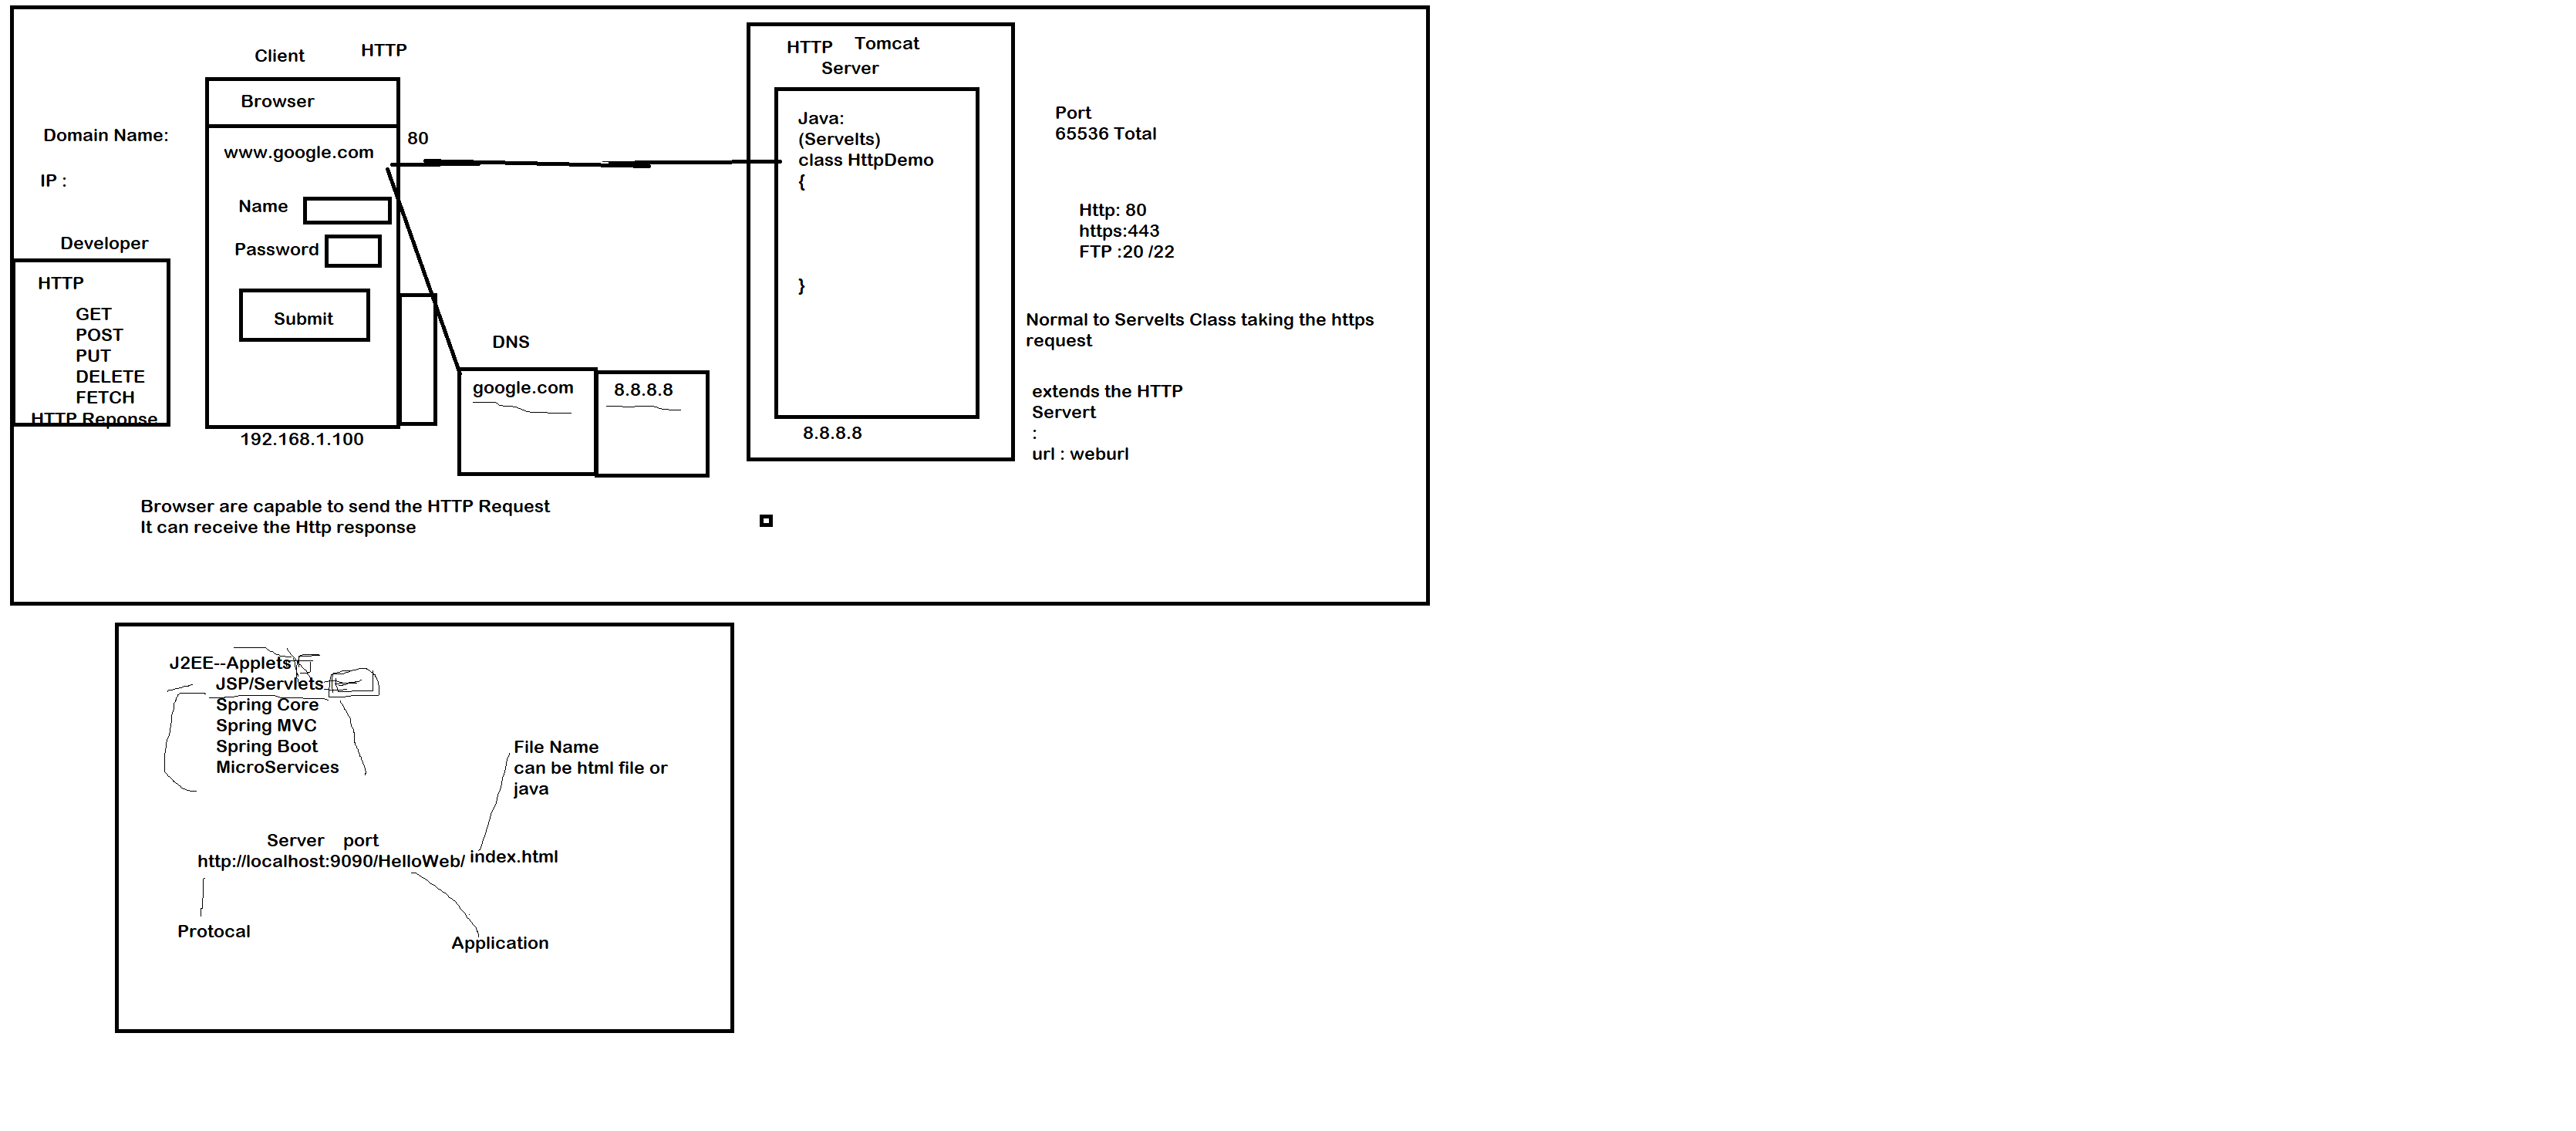 Client
HTTP
Browser
www.google.com
80
Name
Password
Submit
192.168.1.100
Domain Name:
IP :
Developer
HTTP
GET
POST
PUT
DELETE
FETCH
HTTP Reponse
DNS
google.com
8.8.8.8
HTTP
Tomcat
Server
Java:
(Servelts)
class HttpDemo
{
}
8.8.8.8
Port
65536 Total
Http: 80
https:443
FTP :20 /22
Normal to Servelts Class taking the https
request
extends the HTTP
Servert
:
url : weburl
Browser are capable to send the HTTP Request
It can receive the Http response
J2EE--Applets
JSP/Servlets
Spring Core
Spring MVC
Spring Boot
MicroServices
File Name
can be html file or
java
Server port
http://localhost:9090/HelloWeb/ index.html
Protocal
Application